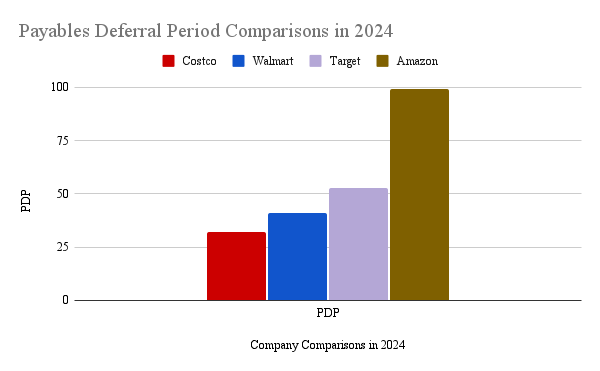 Payables Deferral Period Comparisons in 2024
Costco Walmart Target Amazon
100
75
50
25
0
PDP
PDP
Company Comparisons in 2024